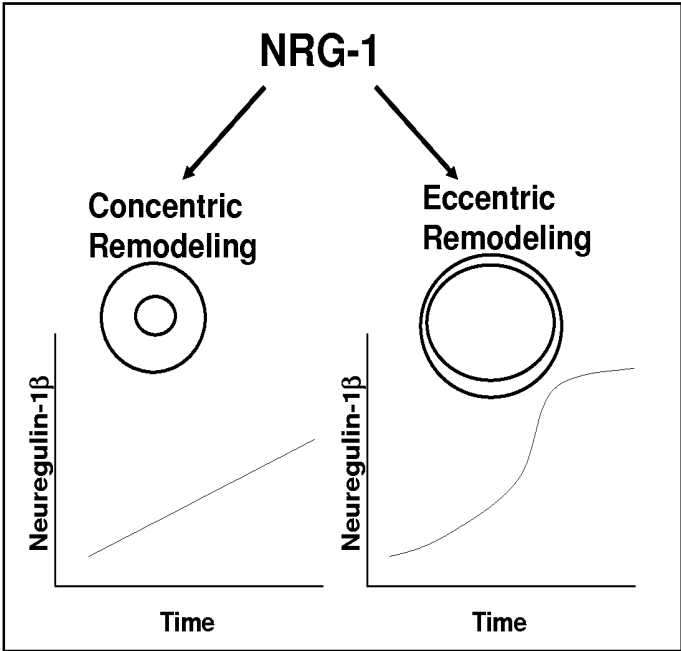 NRG-1
Concentric
Remodeling
Eccentric
Remodeling
Neuregulin-1β
Time
Neuregulin-1β
Time